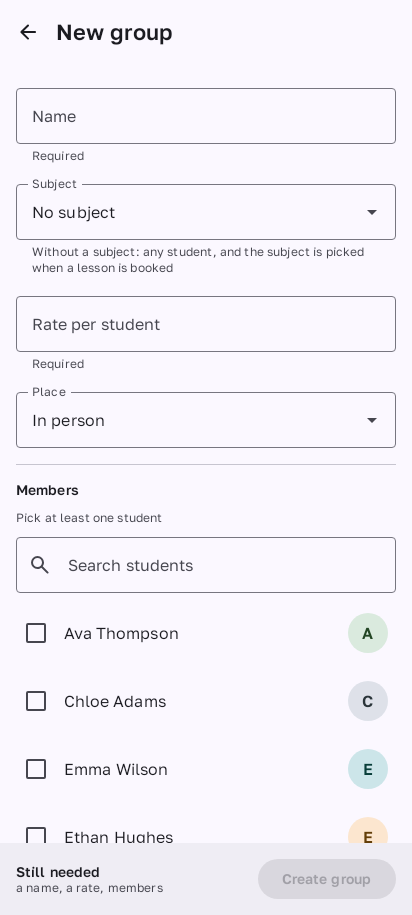 New group
Name
Required
Subject
No subject
Without a subject: any student, and the subject is picked
when a lesson is booked
Rate per student
Required
Place
In person
Members
Pick at least one student
Search students
Ava Thompson A
Chloe Adams C
Emma Wilson E
Ethan Hughes E
Still needed
a name, a rate, members
Create group